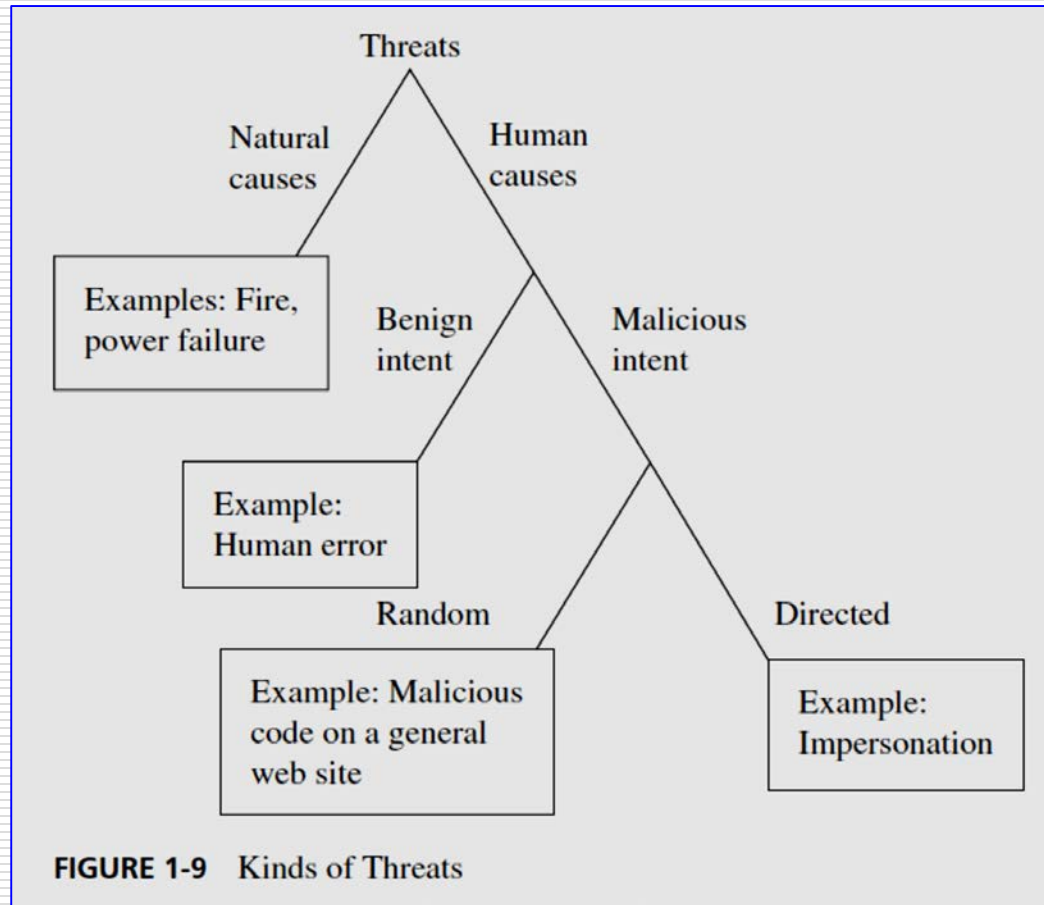 Threats
Natural
causes
Human
causes
Examples: Fire,
power failure
Benign
intent
Malicious
intent
Example:
Human error
Random
Directed
Example: Malicious
code on a general
web site
Example:
Impersonation
FIGURE 1-9 Kinds of Threats